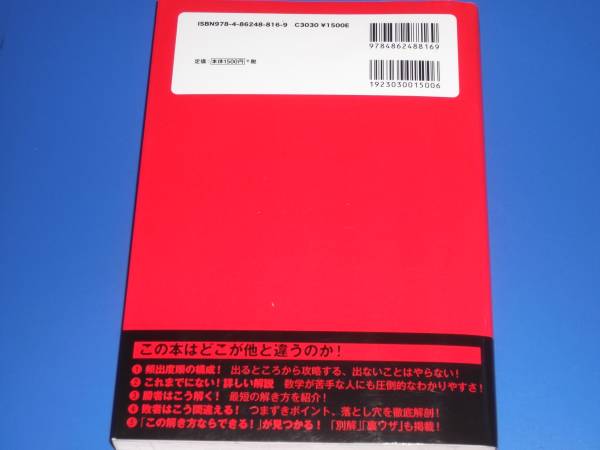 ISBN978-4-86248-816-9 C3030 ¥1500E
定価:本体1500円+税
9784862488169
1923030015006
この本はどこが他と違うのか!
❶ 頻出度順の構成! 出るところから攻略する、出ないことはやらない!
❷ これまでにない!詳しい解説 数学が苦手な人にも圧倒的なわかりやすさ!
❸ 勝者はこう解く! 最短の解き方を紹介!
❹ 敗者はこう間違える! つまずきポイント、落とし穴を徹底解剖!
❺ 「この解き方ならできる!」が見つかる! 「別解」「裏ワザ」も掲載!